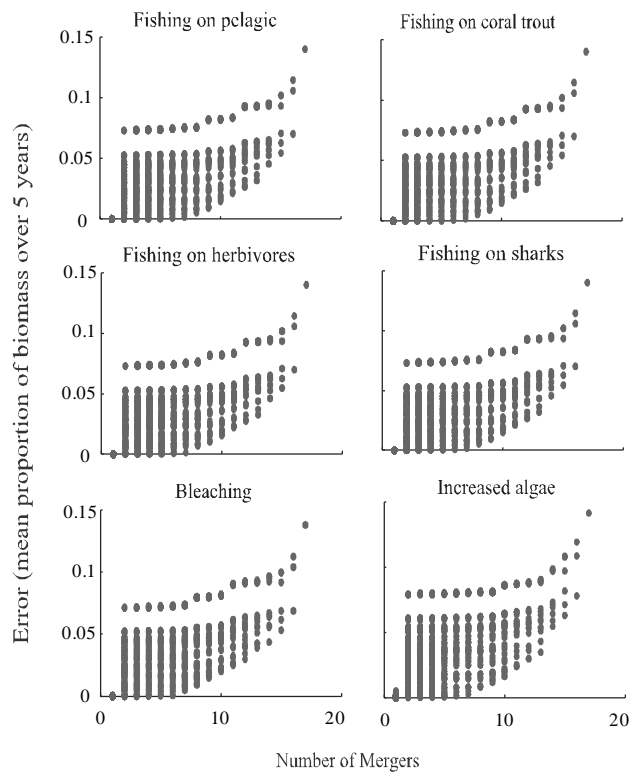 Fishing on pelagic
Fishing on coral trout
0.15
0.1
0.05
0
Fishing on herbivores
Fishing on sharks
0.15
0.1
0.05
0
Bleaching
Increased algae
0.15
0.1
0.05
0
0
10
20
0
10
20
Error (mean proportion of biomass over 5 years)
Number of Mergers